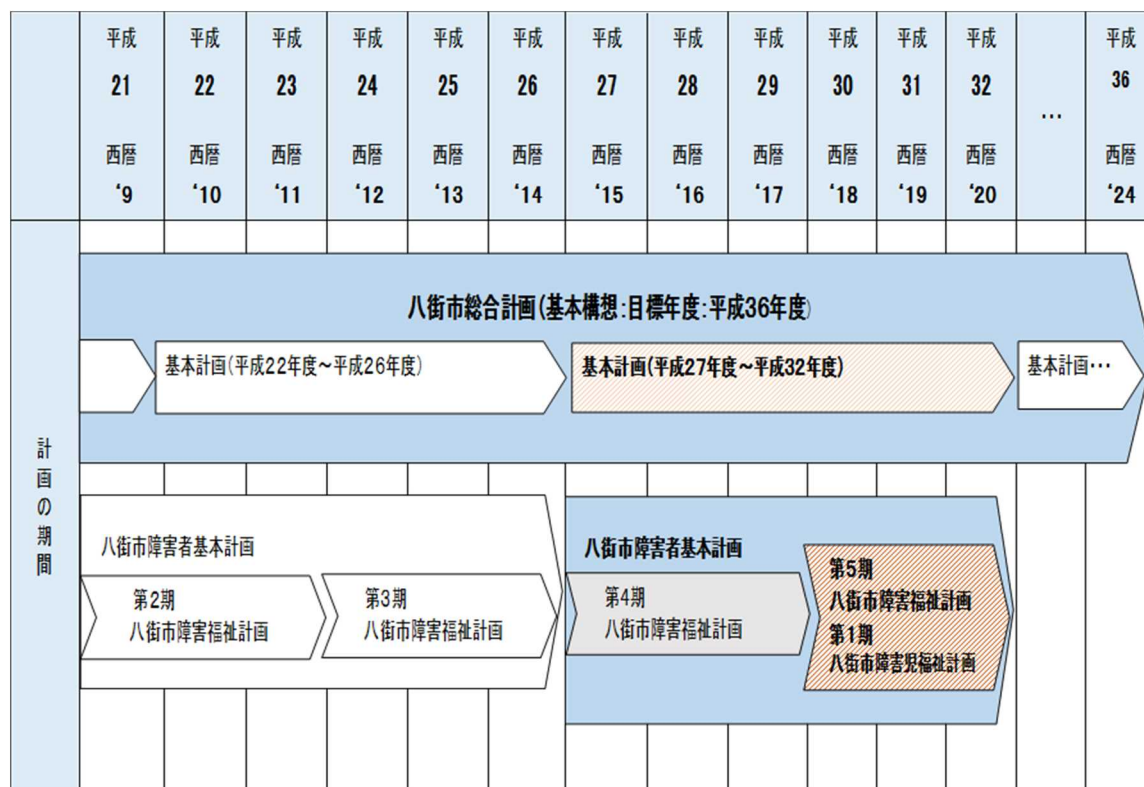 平成 平成 平成 平成 平成 平成 平成 平成 平成 平成 平成 平成 平成
21 22 23 24 25 26 27 28 29 30 31 32 … 36
西暦 西暦 西暦 西暦 西暦 西暦 西暦 西暦 西暦 西暦 西暦 西暦 西暦
‘9 ‘10 ‘11 ‘12 ‘13 ‘14 ‘15 ‘16 ‘17 ‘18 ‘19 ‘20 ‘24
計画の期間
八街市総合計画(基本構想:目標年度:平成36年度)
基本計画(平成22年度～平成26年度)
基本計画(平成27年度～平成32年度)
基本計画…
八街市障害者基本計画
第2期
八街市障害福祉計画
第3期
八街市障害福祉計画
八街市障害者基本計画
第4期
八街市障害福祉計画
第5期
八街市障害福祉計画
第1期
八街市障害児福祉計画